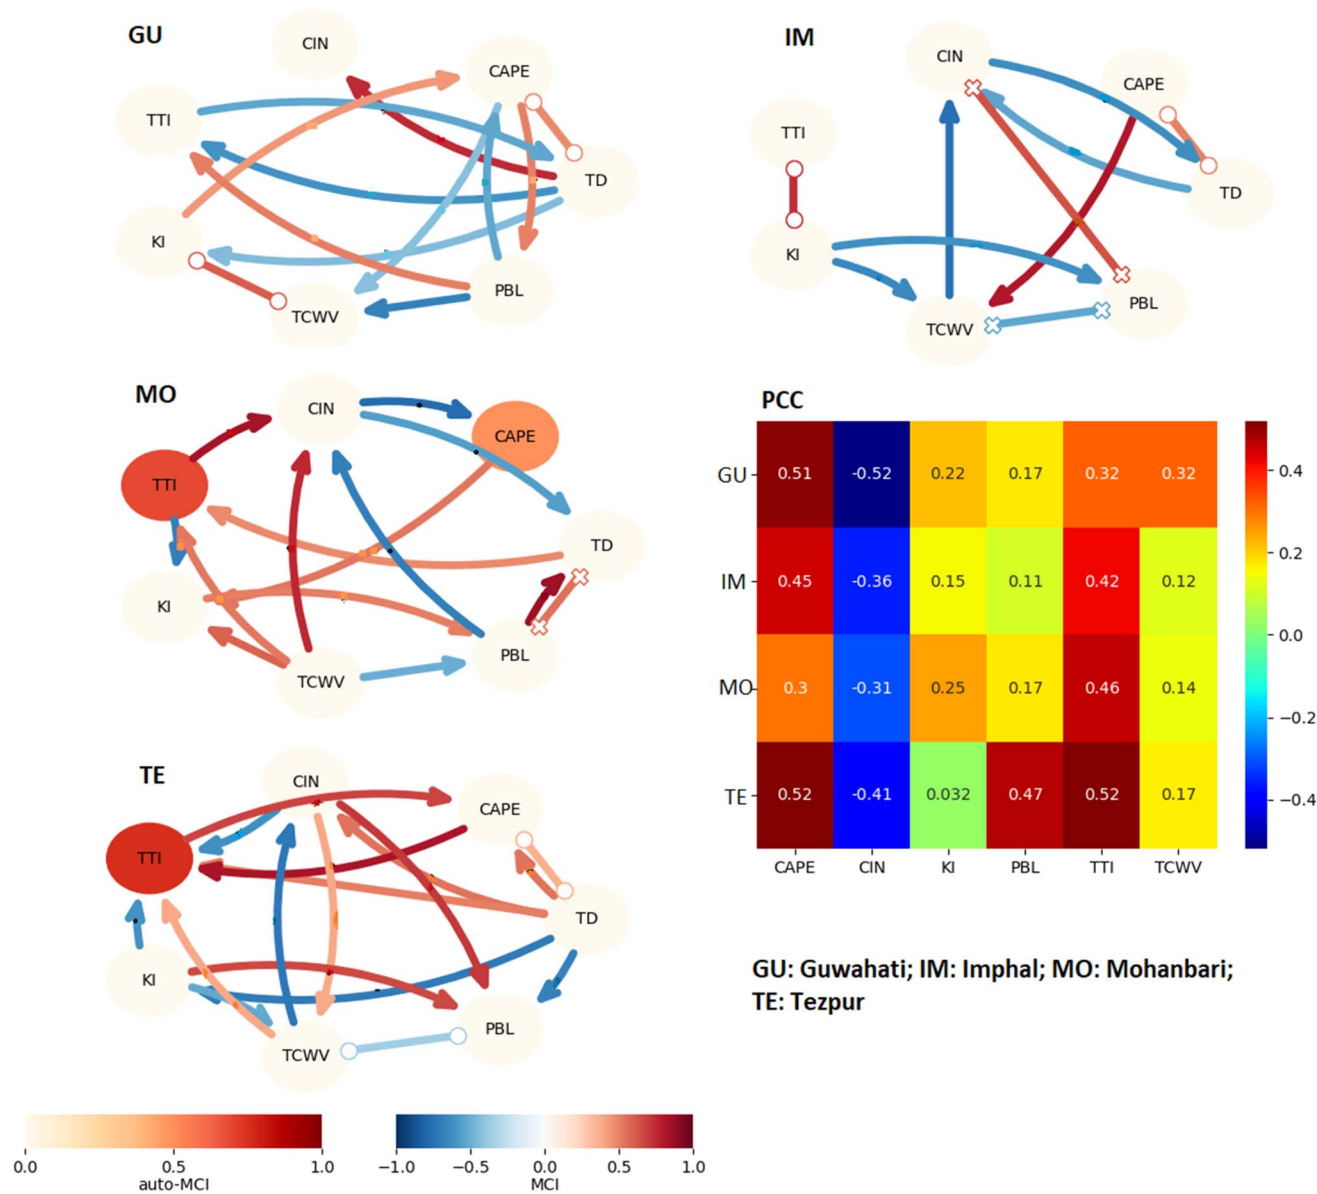 GU
CIN
CAPE
TTI
TD
KI
PBL
TCWV
IM
CIN
CAPE
TTI
TD
KI
PBL
TCWV
MO
CIN
CAPE
TTI
TD
KI
PBL
TCWV
PCC
GU 0.51 -0.52 0.22 0.17 0.32 0.32
IM 0.45 -0.36 0.15 0.11 0.42 0.12
MO 0.3 -0.31 0.25 0.17 0.46 0.14
TE 0.52 -0.41 0.032 0.47 0.52 0.17
CAPE CIN KI PBL TTI TCWV
0.4
0.2
0.0
−0.2
−0.4
TE
CIN
CAPE
TTI
TD
KI
PBL
TCWV
GU: Guwahati; IM: Imphal; MO: Mohanbari;
TE: Tezpur
0.0 0.5 1.0
auto-MCI
−1.0 −0.5 0.0 0.5 1.0
MCI